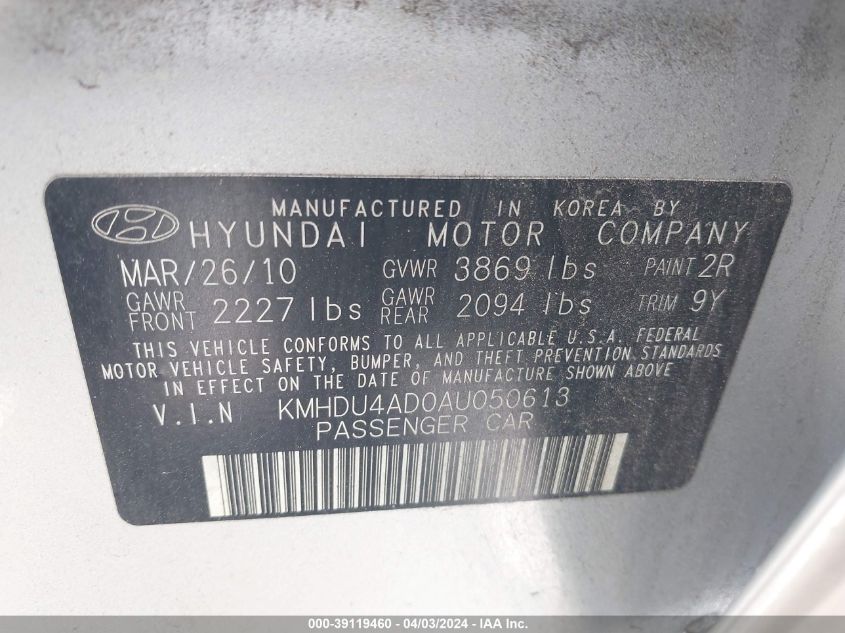 MANUFACTURED IN KOREA BY
HYUNDAI MOTOR COMPANY
MAR/26/10 GVWR 3869 lbs PAINT 2R
GAWR FRONT 2227 lbs GAWR REAR 2094 lbs TRIM 9Y
THIS VEHICLE CONFORMS TO ALL APPLICABLE U.S.A. FEDERAL
MOTOR VEHICLE SAFETY, BUMPER, AND THEFT PREVENTION STANDARDS
IN EFFECT ON THE DATE OF MANUFACTURE SHOWN ABOVE
V.I.N KMHDU4AD0AU050613
PASSENGER CAR
000-39119460 - 04/03/2024 - IAA Inc.